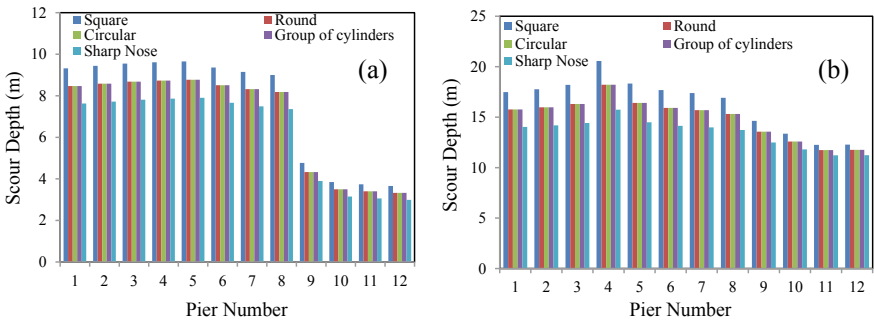 12
10
8
6
4
2
0
Scour Depth (m)
Square
Round
Circular
Group of cylinders
Sharp Nose
(a)
1 2 3 4 5 6 7 8 9 10 11 12
Pier Number
25
20
15
10
5
0
Scour Depth (m)
Square
Round
Circular
Group of cylinders
Sharp Nose
(b)
1 2 3 4 5 6 7 8 9 10 11 12
Pier Number